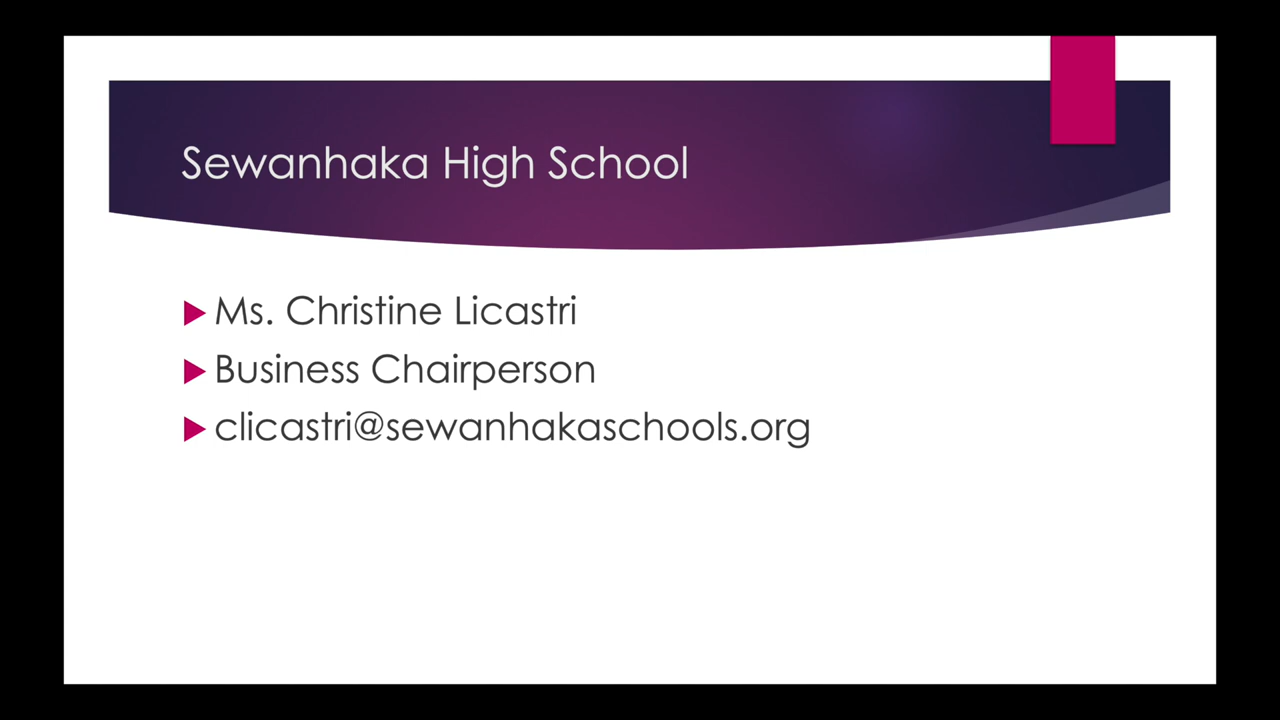 Sewanhaka High School
Ms. Christine Licastri
Business Chairperson
clicastri@sewanhakaschools.org